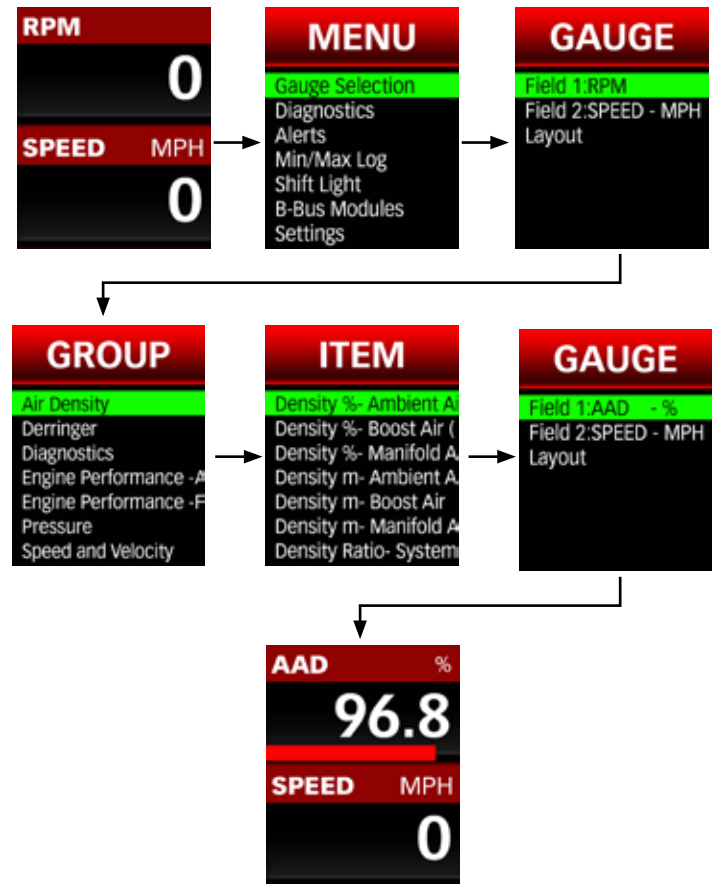 RPM
0
SPEED MPH
0
MENU
Gauge Selection
Diagnostics
Alerts
Min/Max Log
Shift Light
B-Bus Modules
Settings
GAUGE
Field 1:RPM
Field 2:SPEED - MPH
Layout
GROUP
Air Density
Derringer
Diagnostics
Engine Performance -A
Engine Performance -F
Pressure
Speed and Velocity
ITEM
Density %- Ambient Ai
Density %- Boost Air (
Density %- Manifold A
Density m- Ambient A
Density m- Boost Air
Density m- Manifold A
Density Ratio- System
GAUGE
Field 1:AAD - %
Field 2:SPEED - MPH
Layout
AAD %
96.8
SPEED MPH
0